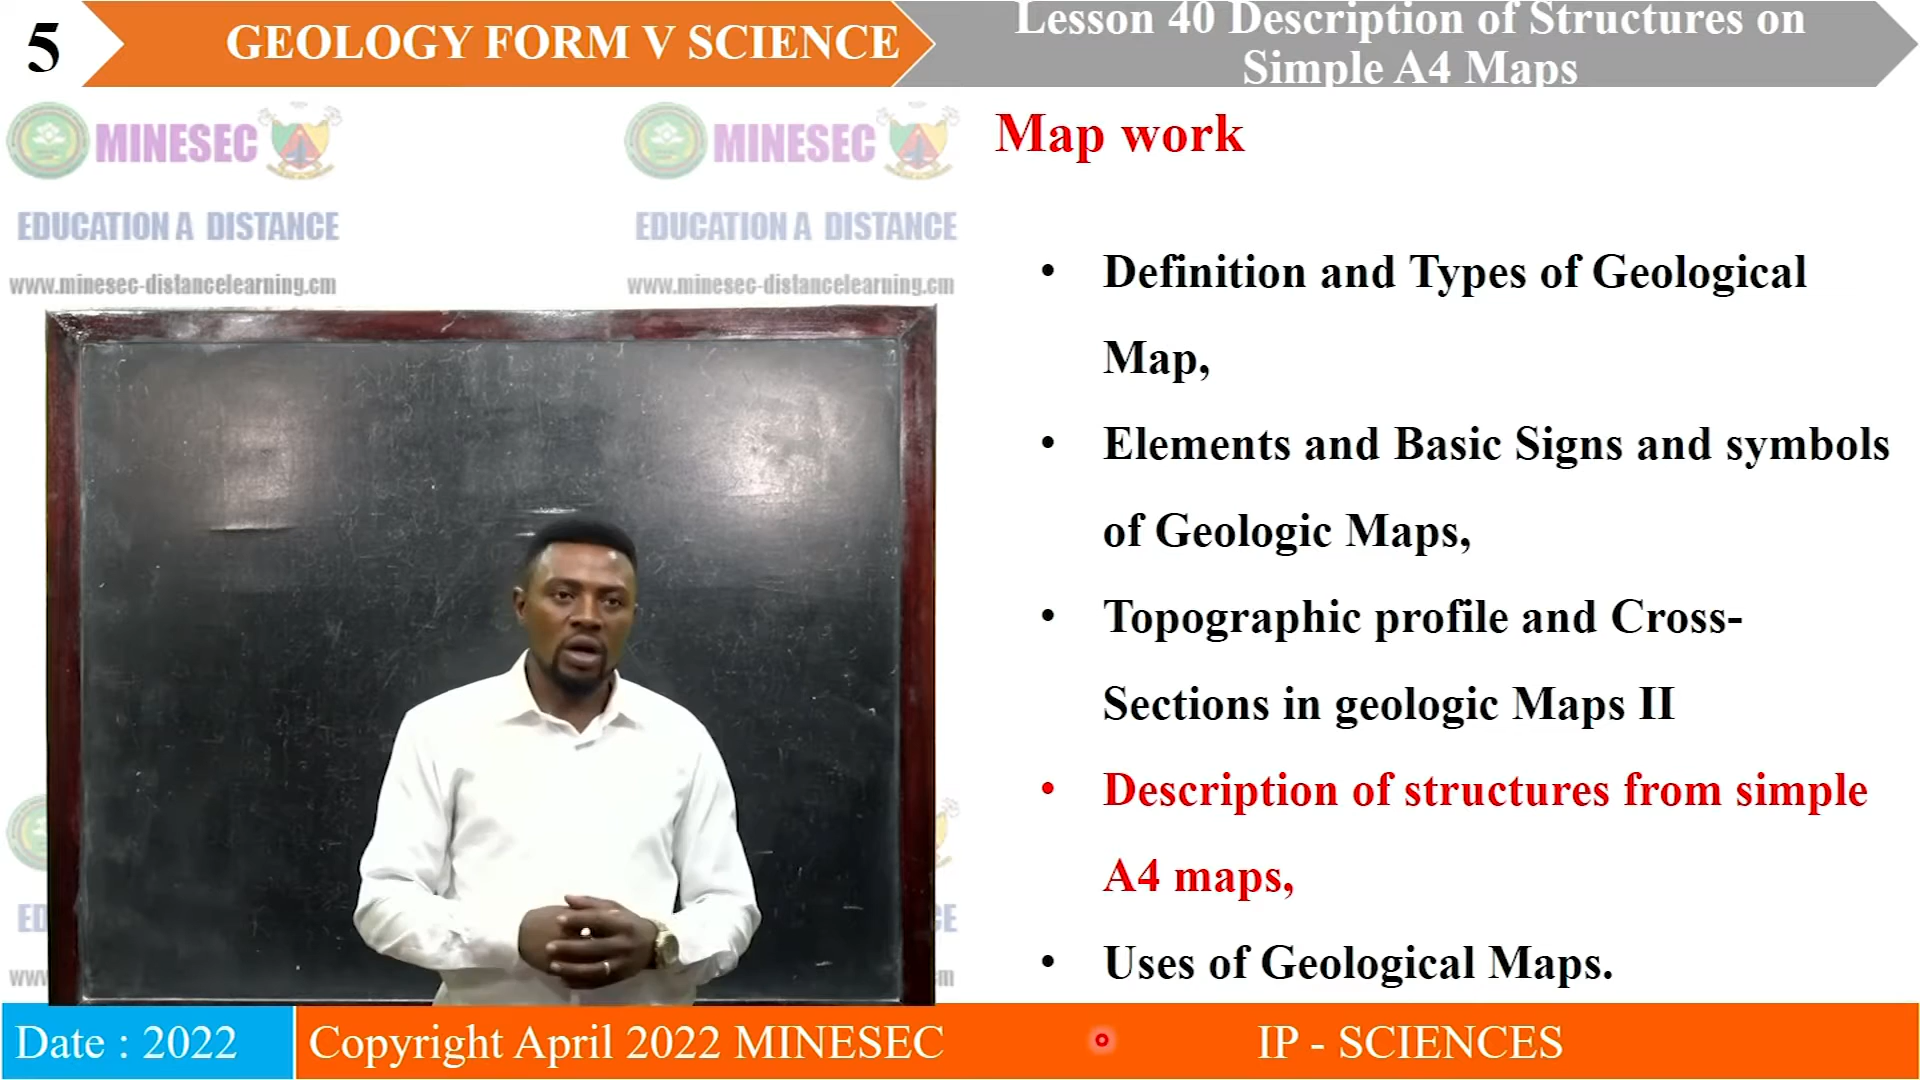 5
GEOLOGY FORM V SCIENCE
Lesson 40 Description of Structures on
Simple A4 Maps
MINESEC
MINESEC
EDUCATION A DISTANCE
EDUCATION A DISTANCE
www.minesec-distancelearning.cm
www.minesec-distancelearning.cm
Map work
• Definition and Types of Geological
Map,
• Elements and Basic Signs and symbols
of Geologic Maps,
• Topographic profile and Cross-
Sections in geologic Maps II
• Description of structures from simple
A4 maps,
• Uses of Geological Maps.
ED
CE
www
m
Date : 2022
Copyright April 2022 MINESEC
IP - SCIENCES